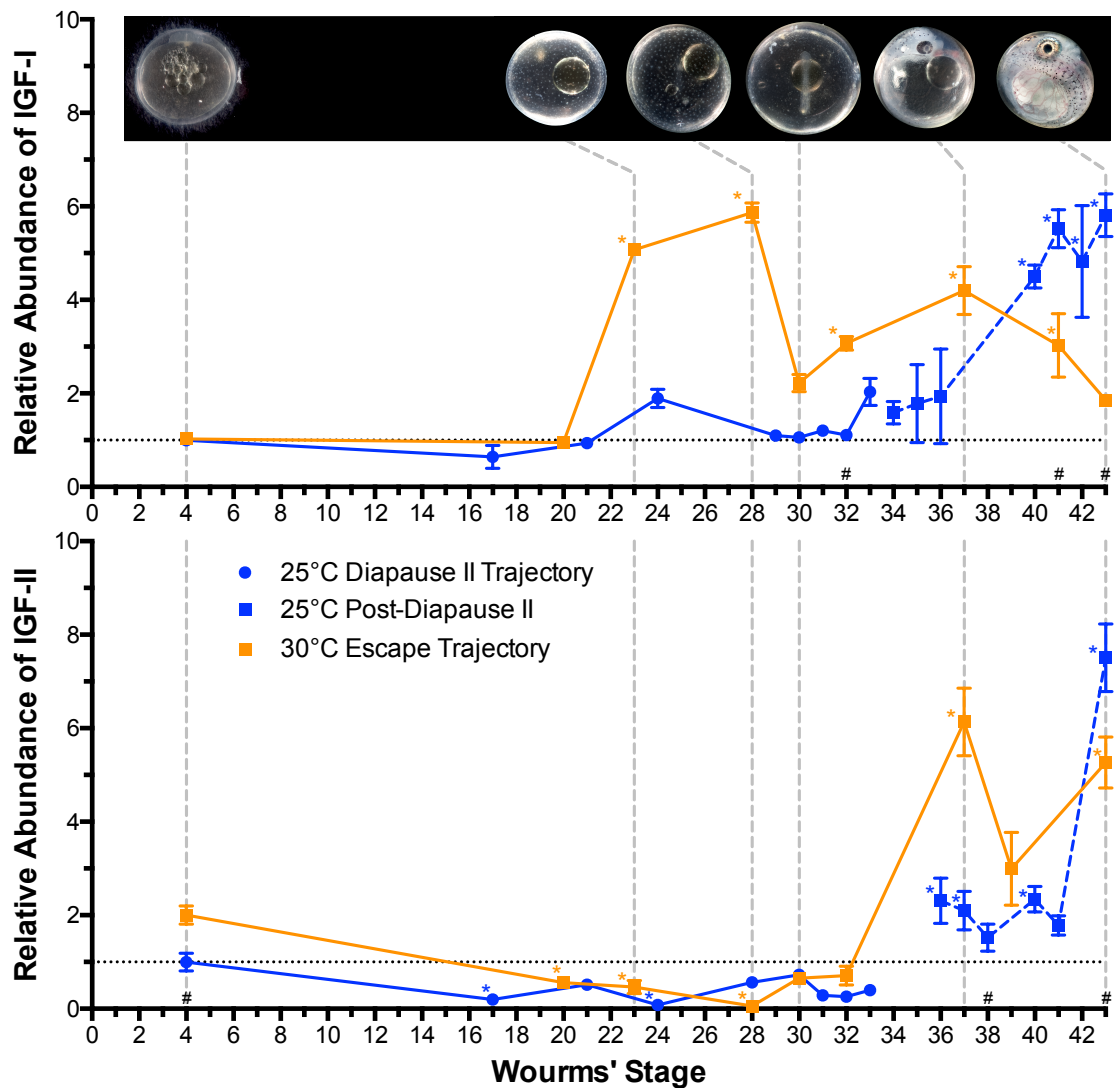 Relative Abundance of IGF-I
10
8
6
4
2
0
* * * * * * * * *
# # #
0 2 4 6 8 10 12 14 16 18 20 22 24 26 28 30 32 34 36 38 40 42
Relative Abundance of IGF-II
10
8
6
4
2
0
25°C Diapause II Trajectory
25°C Post-Diapause II
30°C Escape Trajectory
* * * * * * * * * * *
# # #
0 2 4 6 8 10 12 14 16 18 20 22 24 26 28 30 32 34 36 38 40 42
Wourms' Stage